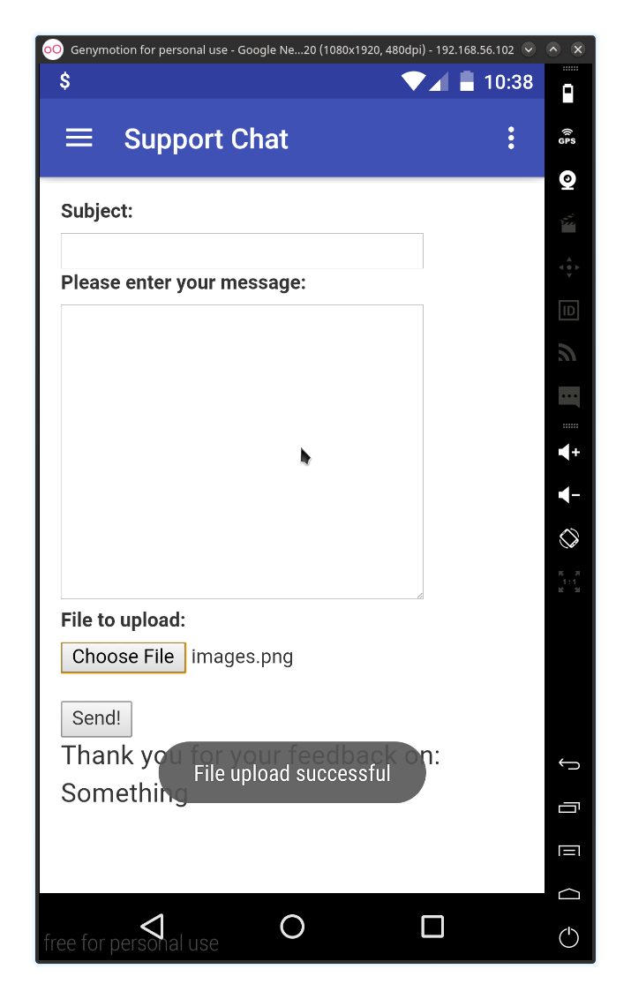 Genymotion for personal use - Google Ne...20 (1080x1920, 480dpi) - 192.168.56.102
$ 10:38
GPS
Support Chat
Subject:
Please enter your message:
ID
File to upload:
Choose File images.png
1:1
Send!
Thank you for your feedback on:
File upload successful
Something
free for personal use